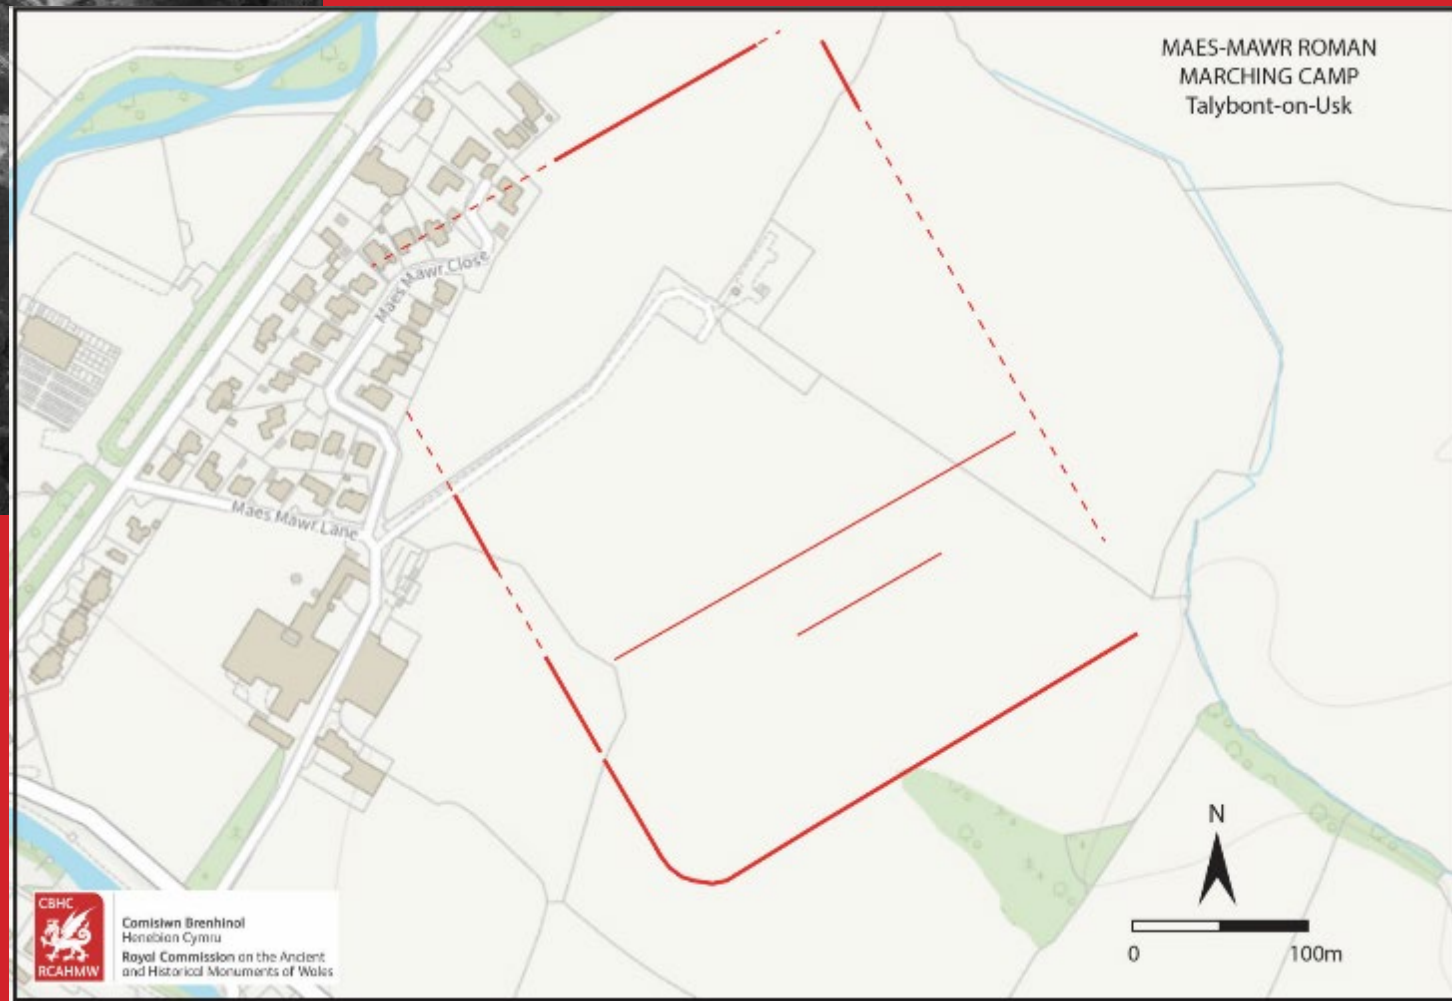 MAES-MAWR ROMAN
MARCHING CAMP
Talybont-on-Usk
Maes Mawr Close
Maes Mawr Lane
N
0 100m
CBHC
RCAHMW
Comisiwn Brenhinol
Henebion Cymru
Royal Commission on the Ancient
and Historical Monuments of Wales